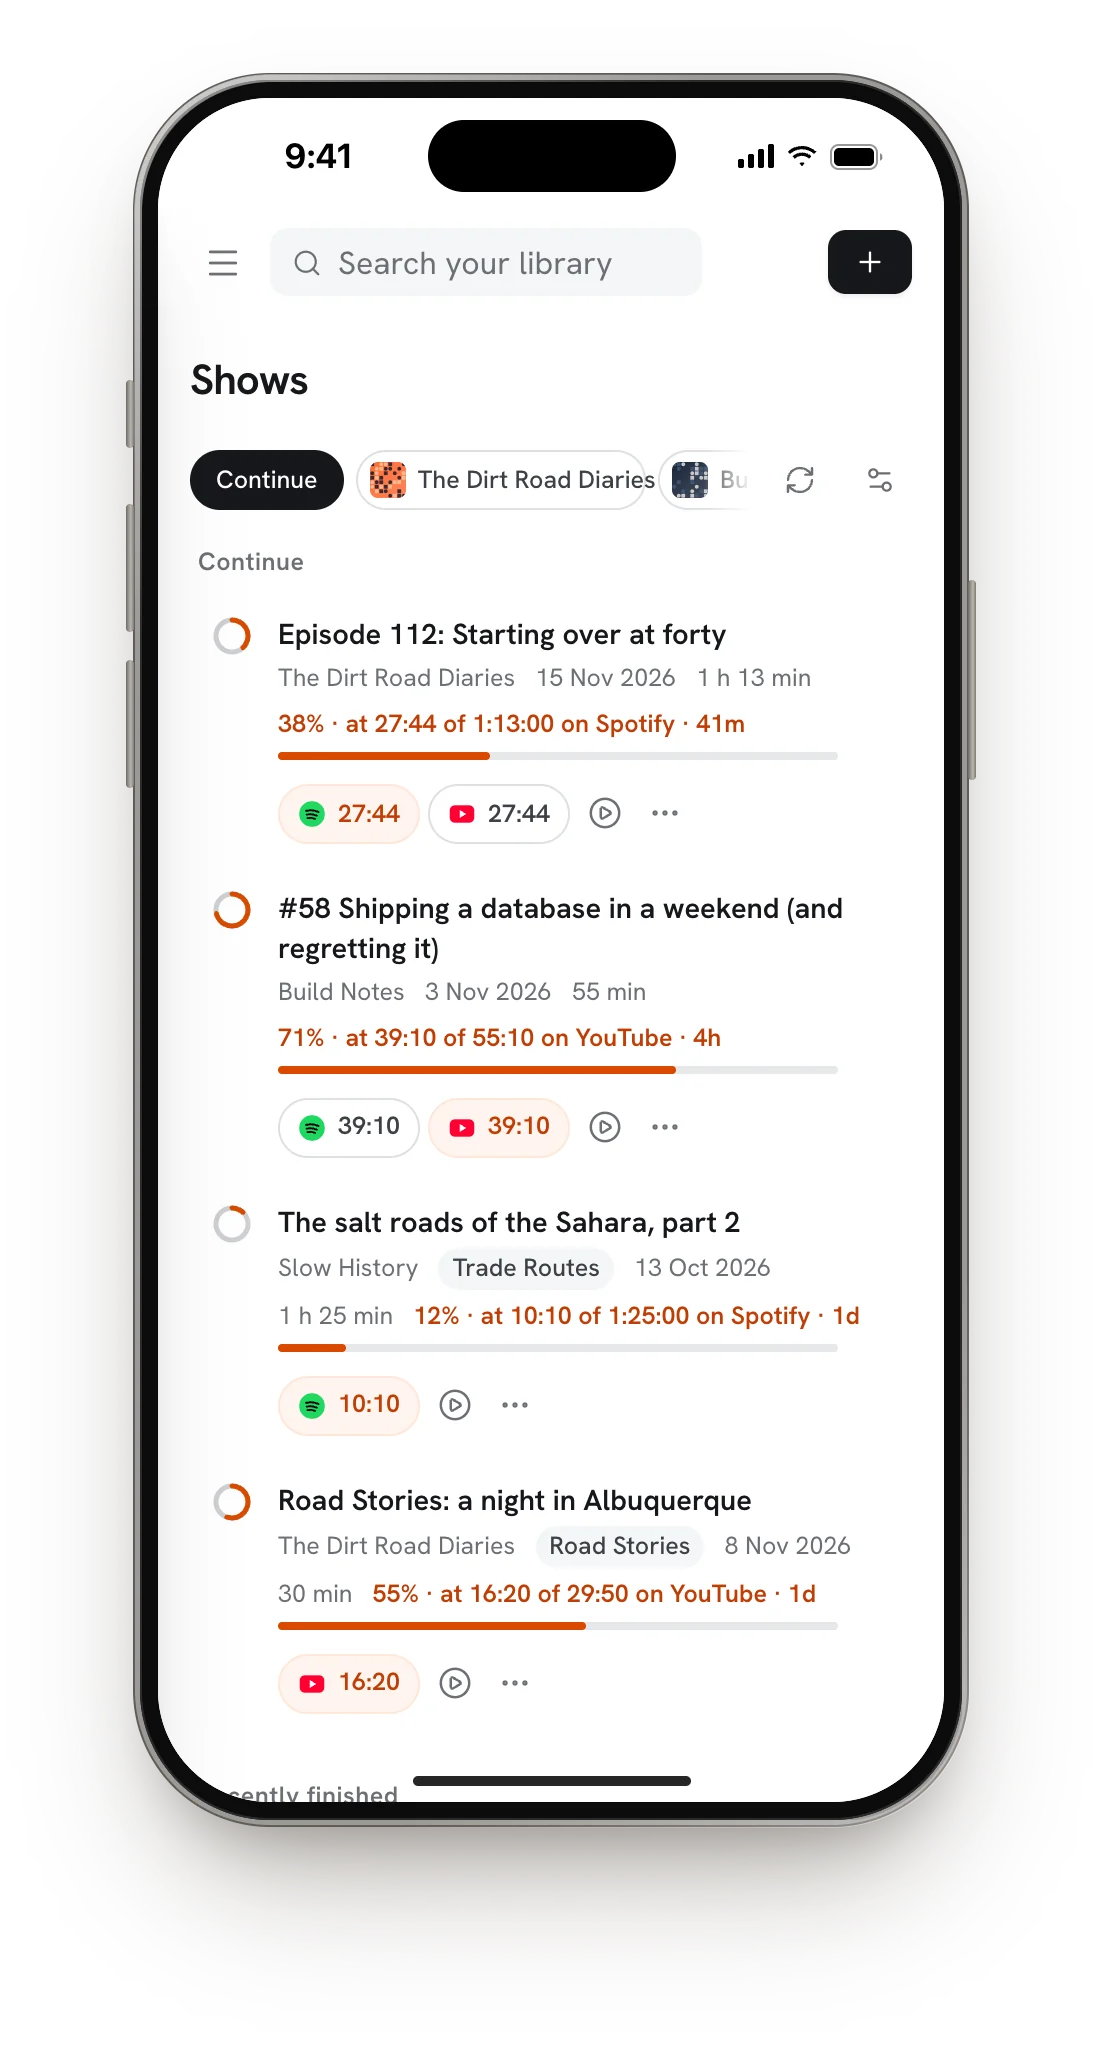 9:41
Search your library
Shows
Continue The Dirt Road Diaries Bu
Continue
Episode 112: Starting over at forty
The Dirt Road Diaries 15 Nov 2026 1 h 13 min
38% · at 27:44 of 1:13:00 on Spotify · 41m
27:44 27:44
#58 Shipping a database in a weekend (and
regretting it)
Build Notes 3 Nov 2026 55 min
71% · at 39:10 of 55:10 on YouTube · 4h
39:10 39:10
The salt roads of the Sahara, part 2
Slow History Trade Routes 13 Oct 2026
1 h 25 min 12% · at 10:10 of 1:25:00 on Spotify · 1d
10:10
Road Stories: a night in Albuquerque
The Dirt Road Diaries Road Stories 8 Nov 2026
30 min 55% · at 16:20 of 29:50 on YouTube · 1d
16:20
cently finished